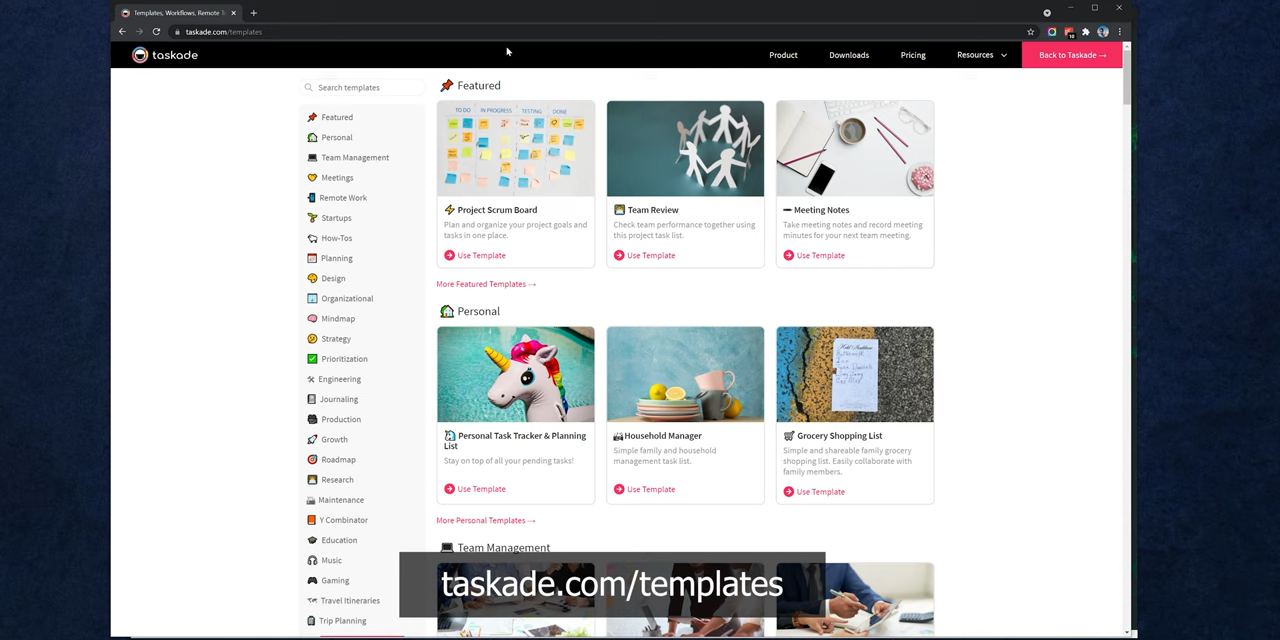 Templates, Workflows, Remote
taskade.com/templates
taskade
Product
Downloads
Pricing
Resources
Back to Taskade →
Search templates
Featured
Personal
Team Management
Meetings
Remote Work
Startups
How-Tos
Planning
Design
Organizational
Mindmap
Strategy
Prioritization
Engineering
Journaling
Production
Growth
Roadmap
Research
Maintenance
Y Combinator
Education
Music
Gaming
Travel Itineraries
Trip Planning
Featured
TO DO
IN PROGRESS
TESTING
DONE
Project Scrum Board
Plan and organize your project goals and
tasks in one place.
Use Template
Team Review
Check team performance together using
this project task list.
Use Template
Meeting Notes
Take meeting notes and record meeting
minutes for your next team meeting.
Use Template
More Featured Templates →
Personal
Personal Task Tracker & Planning
List
Stay on top of all your pending tasks!
Use Template
Household Manager
Simple family and household
management task list.
Use Template
Grocery Shopping List
Simple and shareable family grocery
shopping list. Easily collaborate with
family members.
Use Template
More Personal Templates →
Team Management
taskade.com/templates